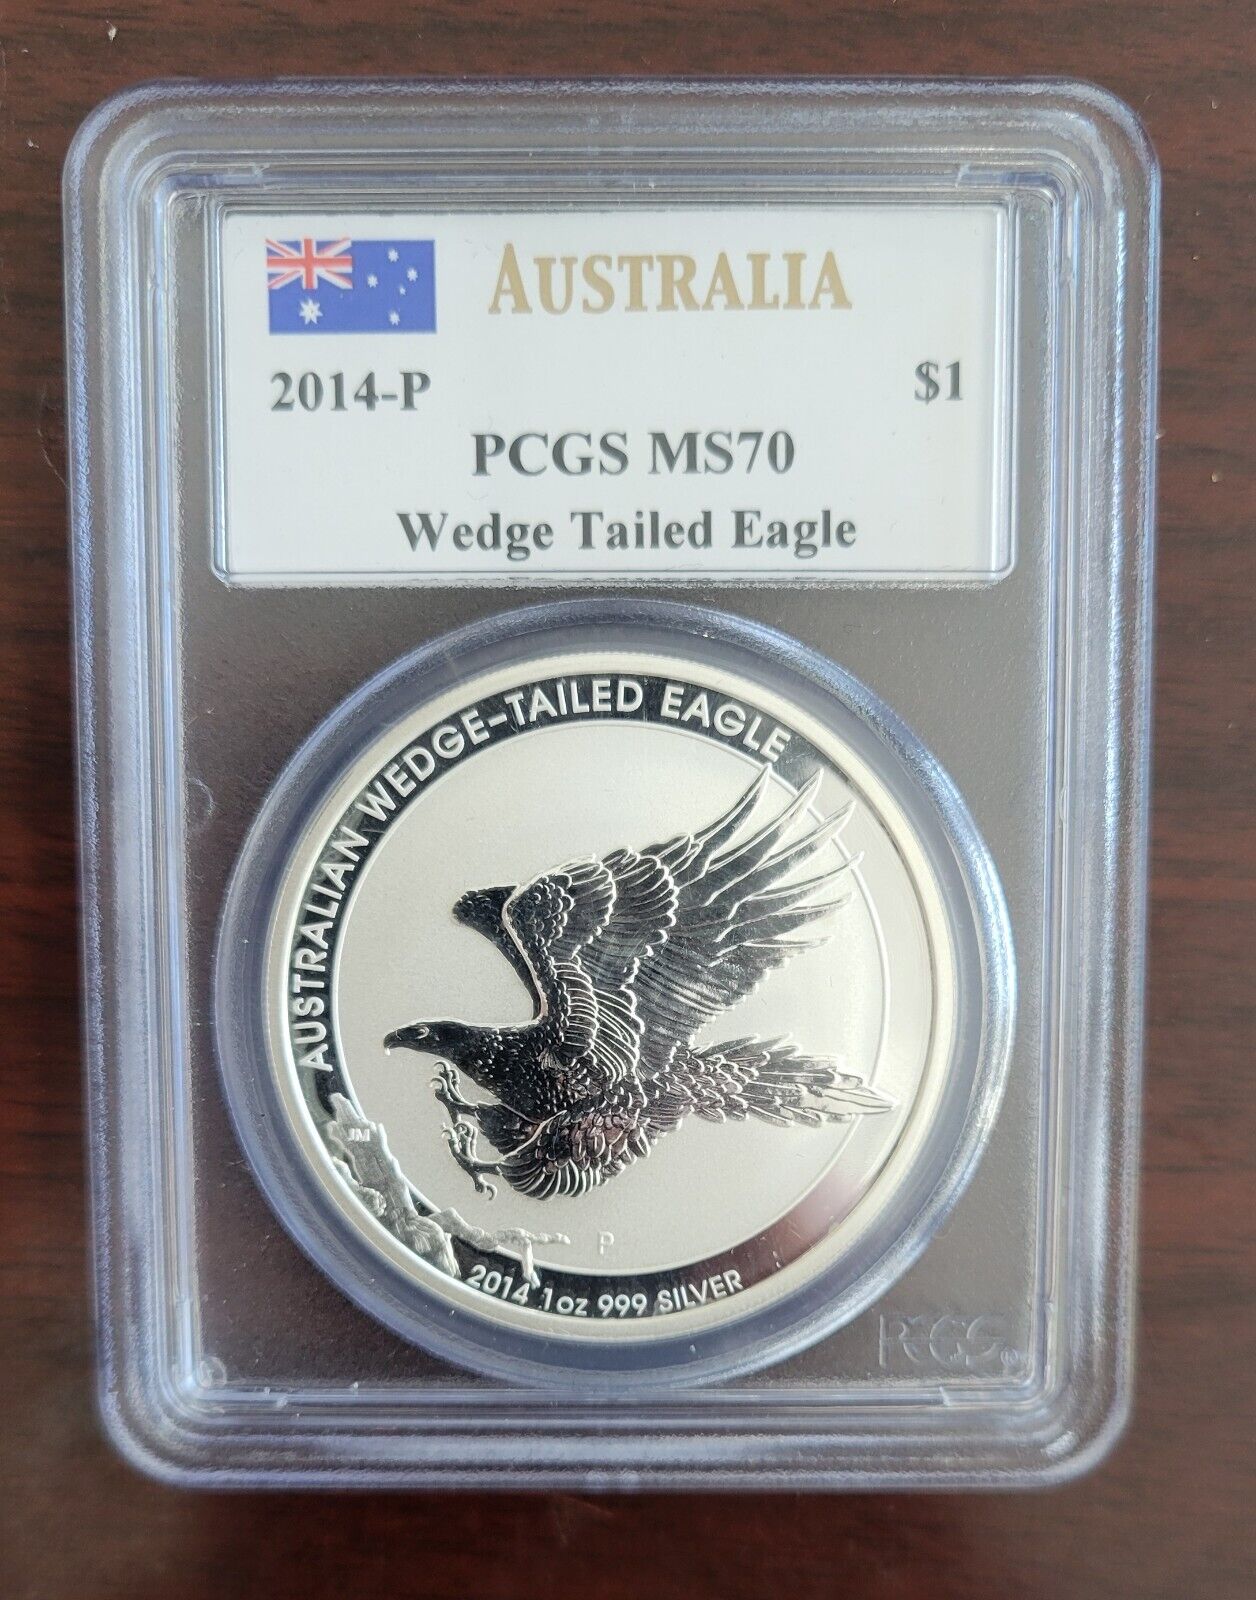 AUSTRALIA
2014-P $1
PCGS MS70
Wedge Tailed Eagle
AUSTRALIAN WEDGE-TAILED EAGLE
JM
P
2014 1oz 999 SILVER
PCGS®